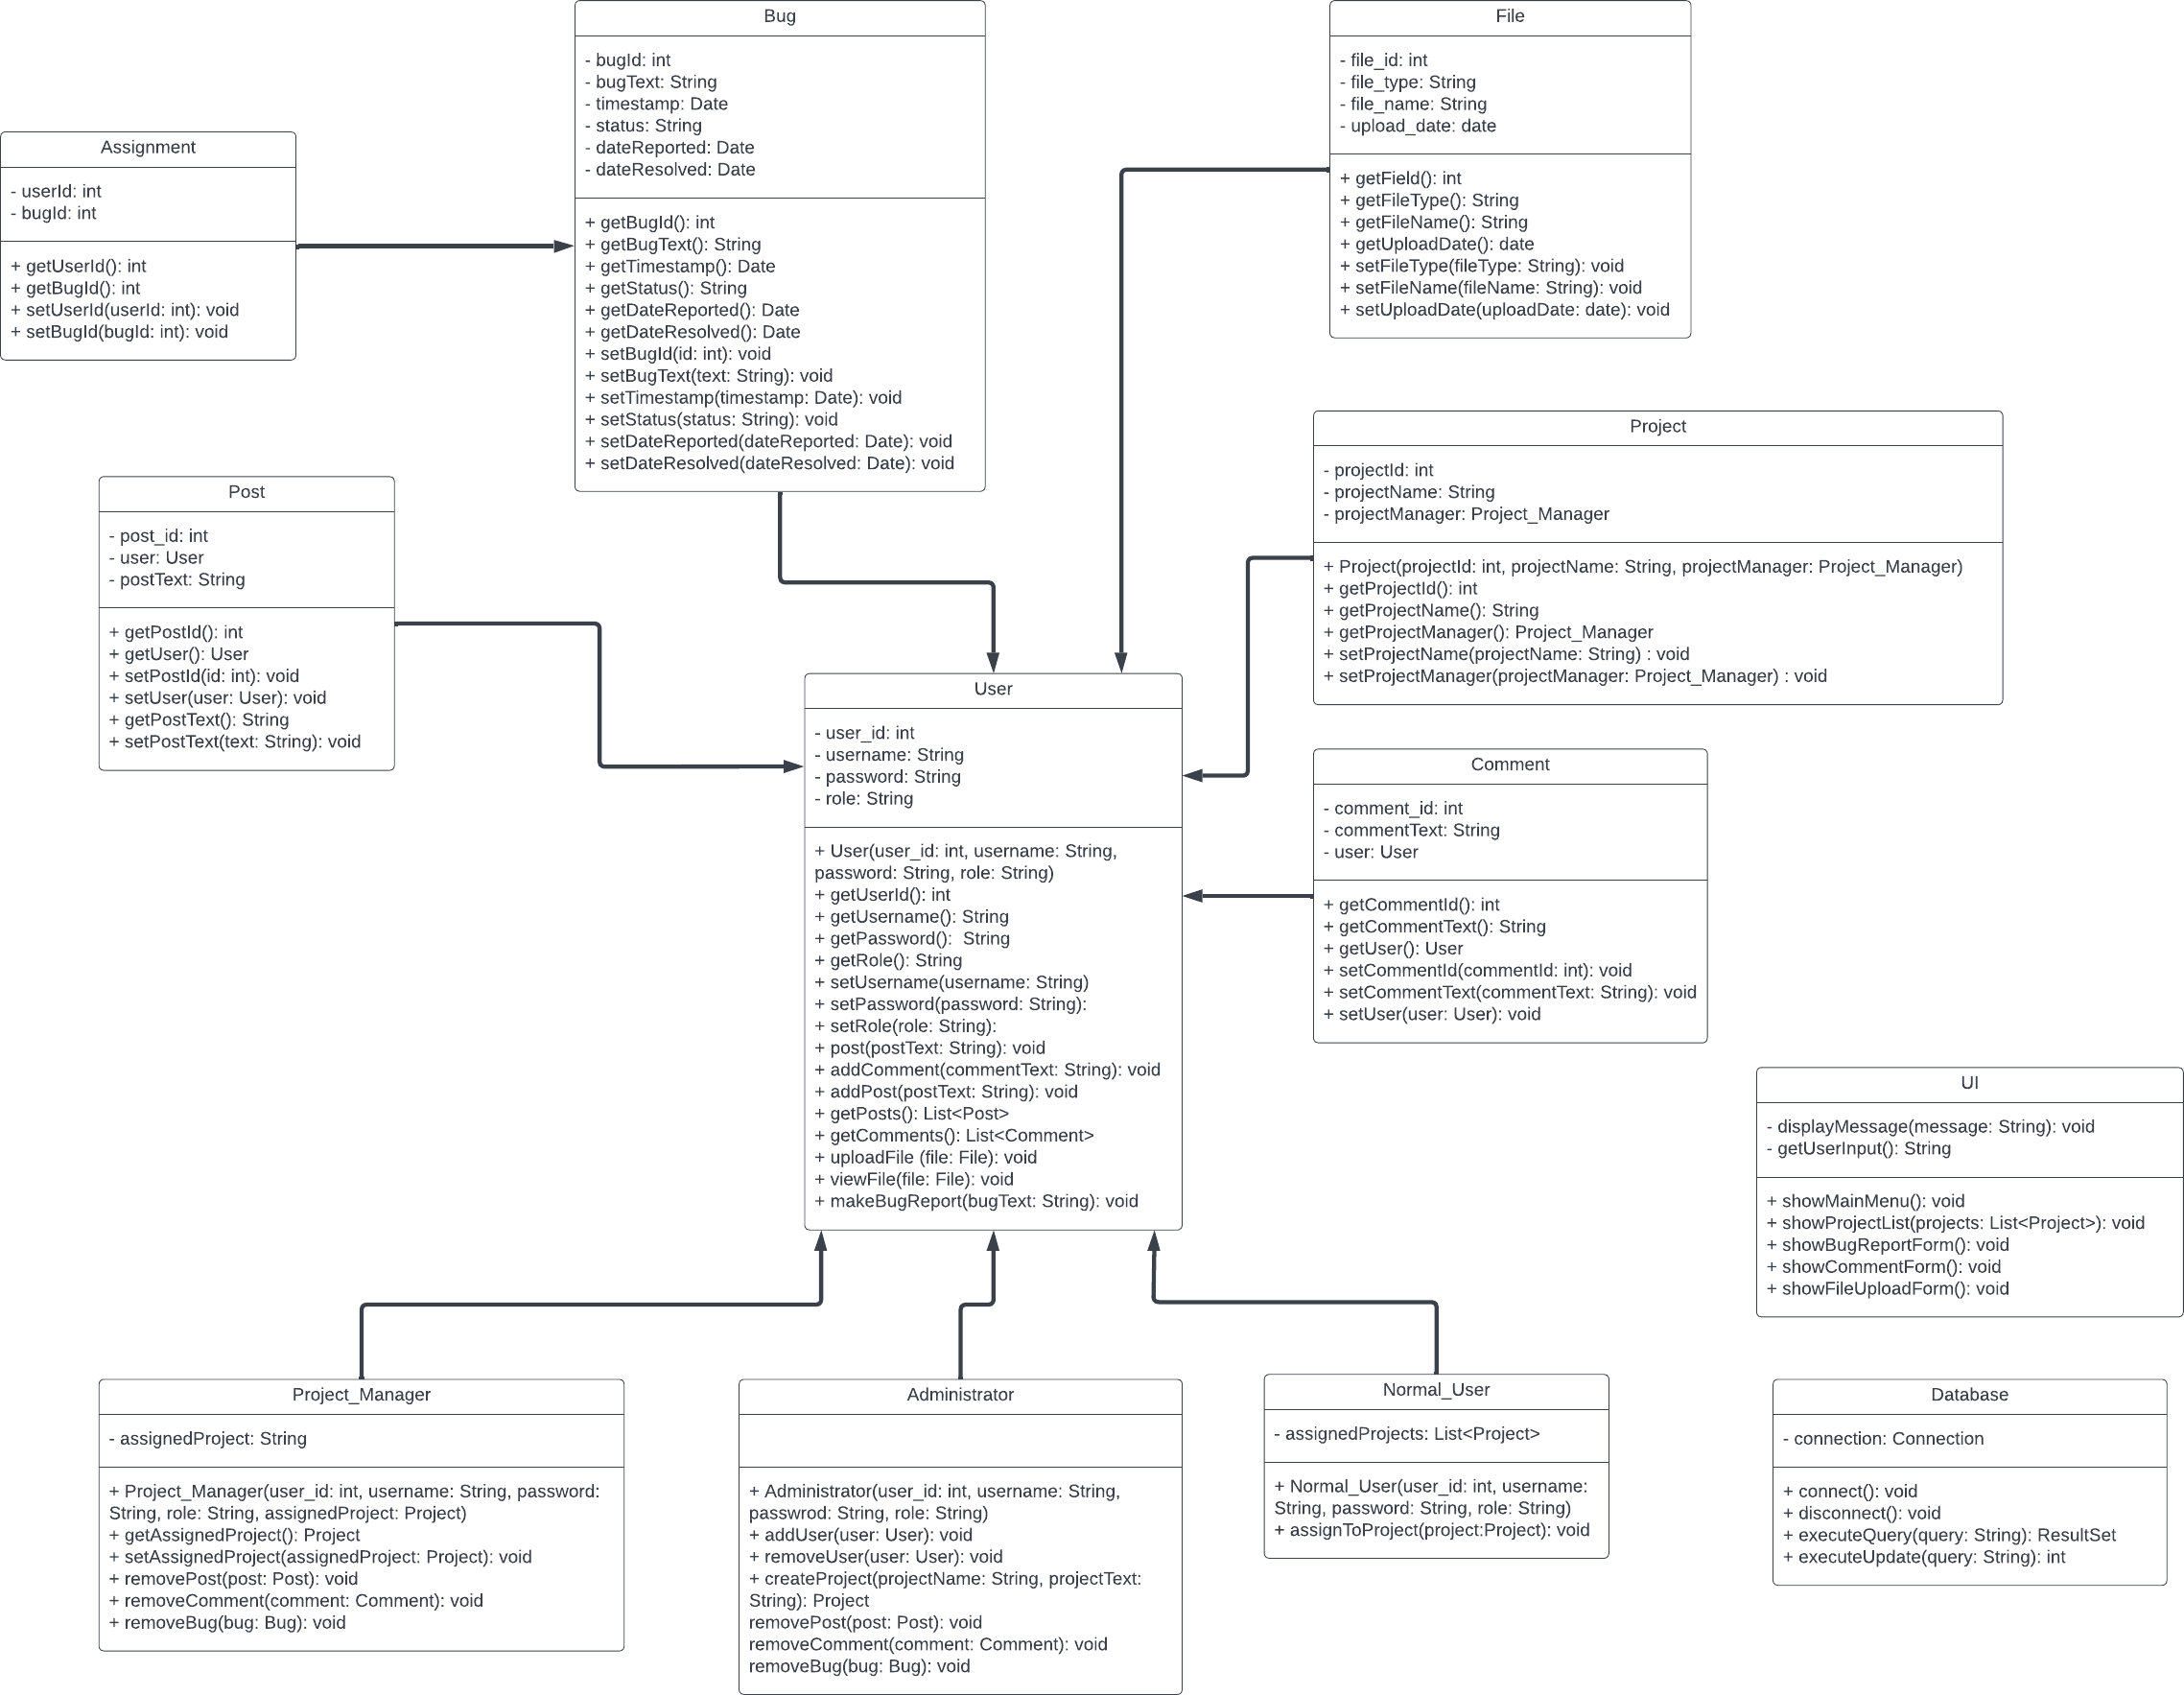 Bug
- bugId: int
- bugText: String
- timestamp: Date
- status: String
- dateReported: Date
- dateResolved: Date
+ getBugId(): int
+ getBugText(): String
+ getTimestamp(): Date
+ getStatus(): String
+ getDateReported(): Date
+ getDateResolved(): Date
+ setBugId(id: int): void
+ setBugText(text: String): void
+ setTimestamp(timestamp: Date): void
+ setStatus(status: String): void
+ setDateReported(dateReported: Date): void
+ setDateResolved(dateResolved: Date): void
File
- file_id: int
- file_type: String
- file_name: String
- upload_date: date
+ getField(): int
+ getFileType(): String
+ getFileName(): String
+ getUploadDate(): date
+ setFileType(fileType: String): void
+ setFileName(fileName: String): void
+ setUploadDate(uploadDate: date): void
Assignment
- userId: int
- bugId: int
+ getUserId(): int
+ getBugId(): int
+ setUserId(userId: int): void
+ setBugId(bugId: int): void
Project
- projectId: int
- projectName: String
- projectManager: Project_Manager
+ Project(projectId: int, projectName: String, projectManager: Project_Manager)
+ getProjectId(): int
+ getProjectName(): String
+ getProjectManager(): Project_Manager
+ setProjectName(projectName: String) : void
+ setProjectManager(projectManager: Project_Manager) : void
Post
- post_id: int
- user: User
- postText: String
+ getPostId(): int
+ getUser(): User
+ setPostId(id: int): void
+ setUser(user: User): void
+ getPostText(): String
+ setPostText(text: String): void
User
- user_id: int
- username: String
- password: String
- role: String
+ User(user_id: int, username: String,
password: String, role: String)
+ getUserId(): int
+ getUsername(): String
+ getPassword():  String
+ getRole(): String
+ setUsername(username: String)
+ setPassword(password: String):
+ setRole(role: String):
+ post(postText: String): void
+ addComment(commentText: String): void
+ addPost(postText: String): void
+ getPosts(): List<Post>
+ getComments(): List<Comment>
+ uploadFile (file: File): void
+ viewFile(file: File): void
+ makeBugReport(bugText: String): void
Comment
- comment_id: int
- commentText: String
- user: User
+ getCommentId(): int
+ getCommentText(): String
+ getUser(): User
+ setCommentId(commentId: int): void
+ setCommentText(commentText: String): void
+ setUser(user: User): void
UI
- displayMessage(message: String): void
- getUserInput(): String
+ showMainMenu(): void
+ showProjectList(projects: List<Project>): void
+ showBugReportForm(): void
+ showCommentForm(): void
+ showFileUploadForm(): void
Project_Manager
- assignedProject: String
+ Project_Manager(user_id: int, username: String, password:
String, role: String, assignedProject: Project)
+ getAssignedProject(): Project
+ setAssignedProject(assignedProject: Project): void
+ removePost(post: Post): void
+ removeComment(comment: Comment): void
+ removeBug(bug: Bug): void
Administrator
+ Administrator(user_id: int, username: String,
passwrod: String, role: String)
+ addUser(user: User): void
+ removeUser(user: User): void
+ createProject(projectName: String, projectText:
String): Project
removePost(post: Post): void
removeComment(comment: Comment): void
removeBug(bug: Bug): void
Normal_User
- assignedProjects: List<Project>
+ Normal_User(user_id: int, username:
String, password: String, role: String)
+ assignToProject(project:Project): void
Database
- connection: Connection
+ connect(): void
+ disconnect(): void
+ executeQuery(query: String): ResultSet
+ executeUpdate(query: String): int